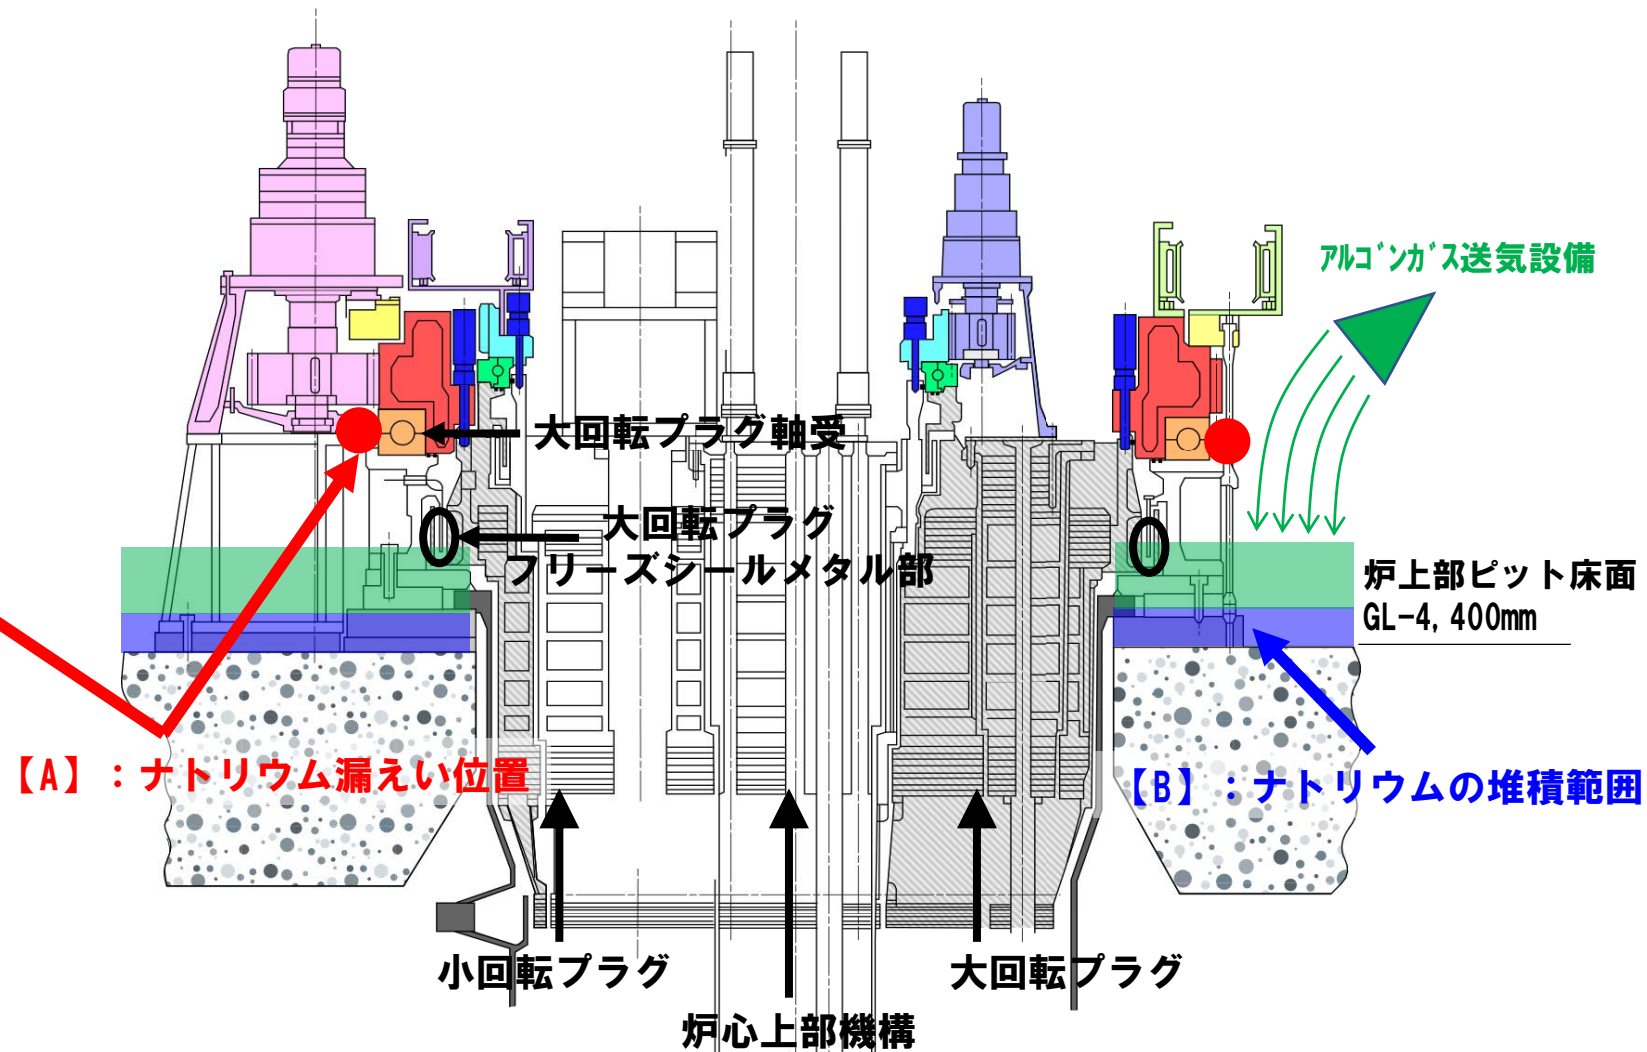 アルゴンガス送気設備
大回転プラグ軸受
大回転プラグ
フリーズシールメタル部
炉上部ピット床面
GL-4,400mm
【A】：ナトリウム漏えい位置
【B】：ナトリウムの堆積範囲
小回転プラグ
大回転プラグ
炉心上部機構